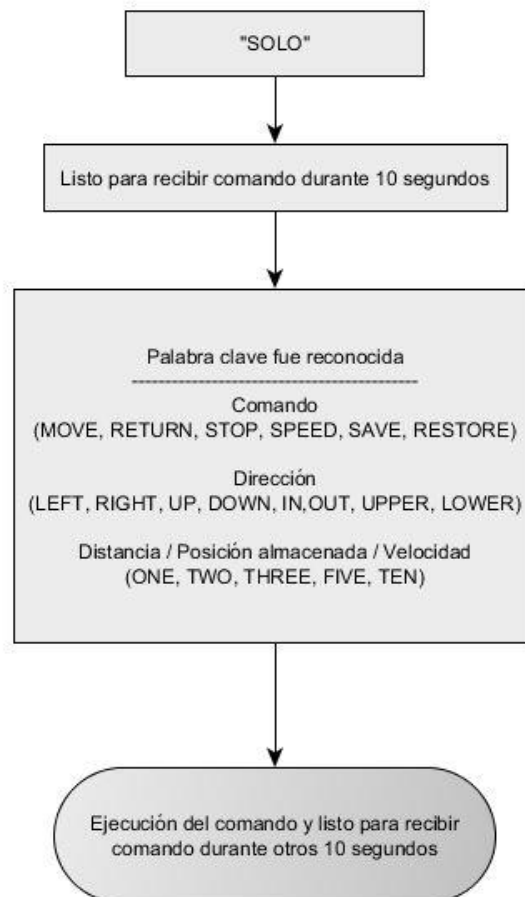 "SOLO"
Listo para recibir comando durante 10 segundos
Palabra clave fue reconocida
----------------------------------------
Comando
(MOVE, RETURN, STOP, SPEED, SAVE, RESTORE)
Dirección
(LEFT, RIGHT, UP, DOWN, IN,OUT, UPPER, LOWER)
Distancia / Posición almacenada / Velocidad
(ONE, TWO, THREE, FIVE, TEN)
Ejecución del comando y listo para recibir
comando durante otros 10 segundos